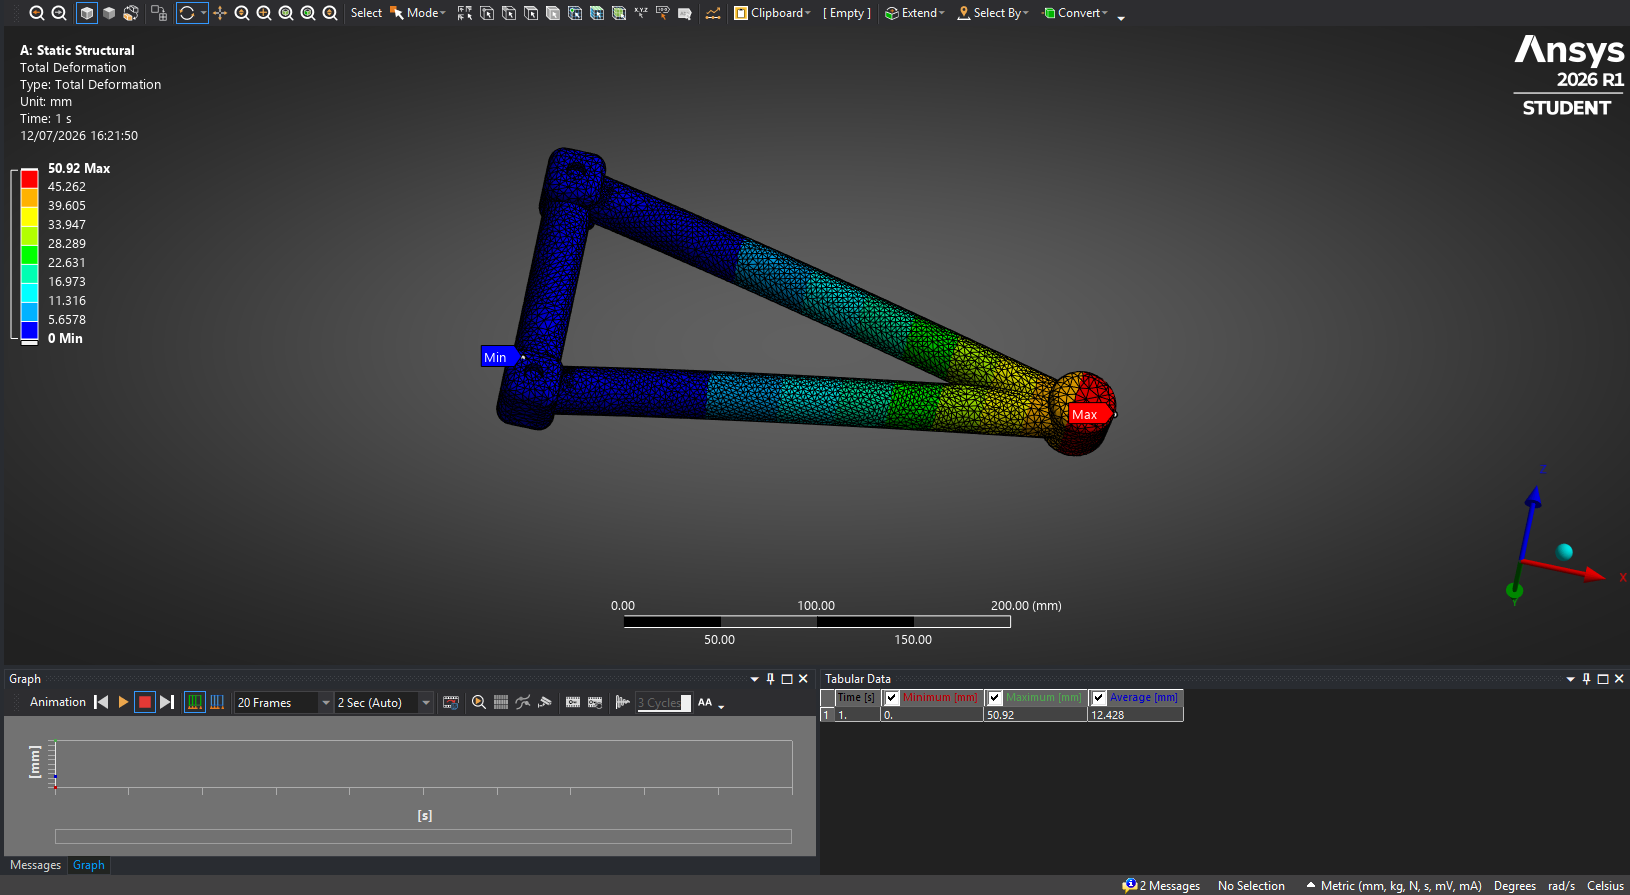 Select Mode Clipboard [ Empty ] Extend Select By Convert
A: Static Structural
Total Deformation
Type: Total Deformation
Unit: mm
Time: 1 s
12/07/2026 16:21:50
50.92 Max
45.262
39.605
33.947
28.289
22.631
16.973
11.316
5.6578
0 Min
Ansys
2026 R1
STUDENT
Min
Max
Z
X
Y
0.00 100.00 200.00 (mm)
50.00 150.00
Graph
Animation 20 Frames 2 Sec (Auto) 3 Cycles AA
[mm]
[s]
Messages Graph
Tabular Data
Time [s] Minimum [mm] Maximum [mm] Average [mm]
1 1. 0. 50.92 12.428
2 Messages No Selection Metric (mm, kg, N, s, mV, mA) Degrees rad/s Celsius